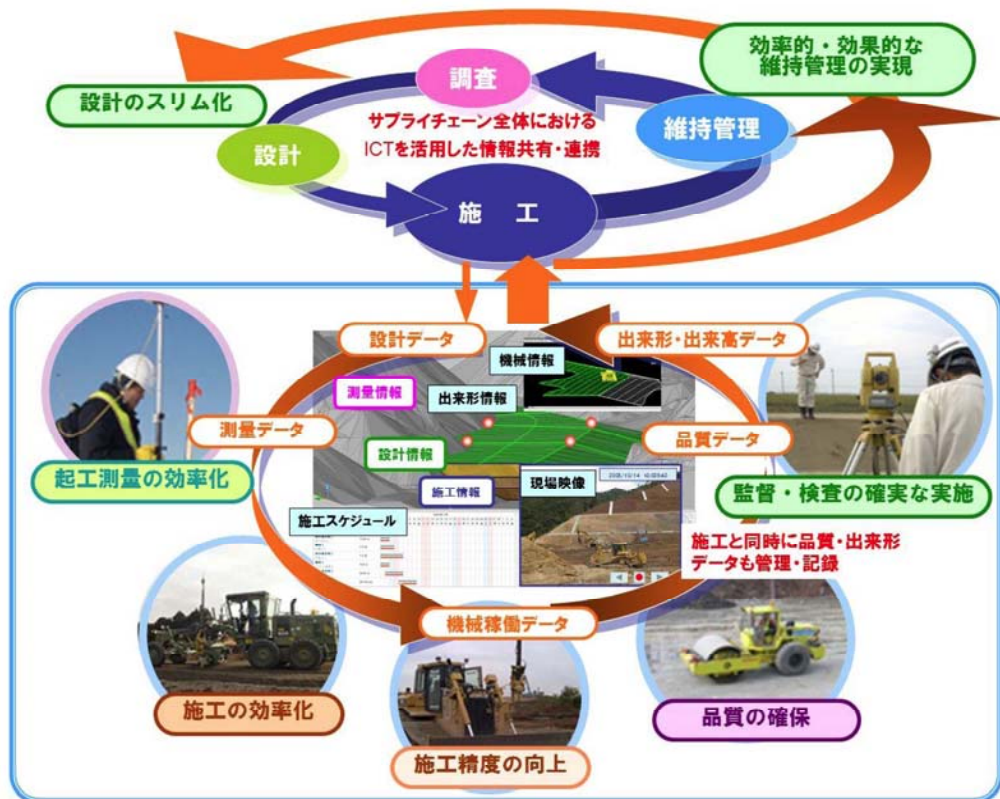 効率的・効果的な
維持管理の実現
調査
設計のスリム化
サプライチェーン全体における
ICTを活用した情報共有・連携
維持管理
設計
施 工
設計データ
出来形・出来高データ
機械情報
測量情報
出来形情報
測量データ
品質データ
設計情報
起工測量の効率化
施工情報
現場映像
監督・検査の確実な実施
施工スケジュール
施工と同時に品質・出来形
データも管理・記録
機械稼働データ
施工の効率化
品質の確保
施工精度の向上